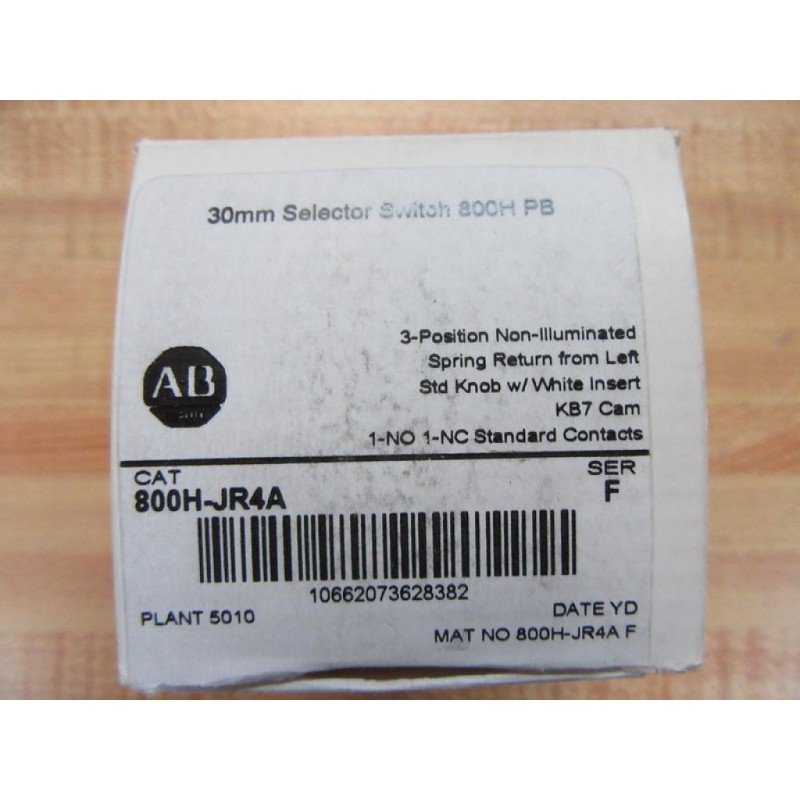 30mm Selector Switch 800H PB
3-Position Non-Illuminated
Spring Return from Left
Std Knob w/ White Insert
KB7 Cam
1-NO 1-NC Standard Contacts
AB
CAT
800H-JR4A
SER
F
10662073628382
PLANT 5010
DATE YD
MAT NO 800H-JR4A F